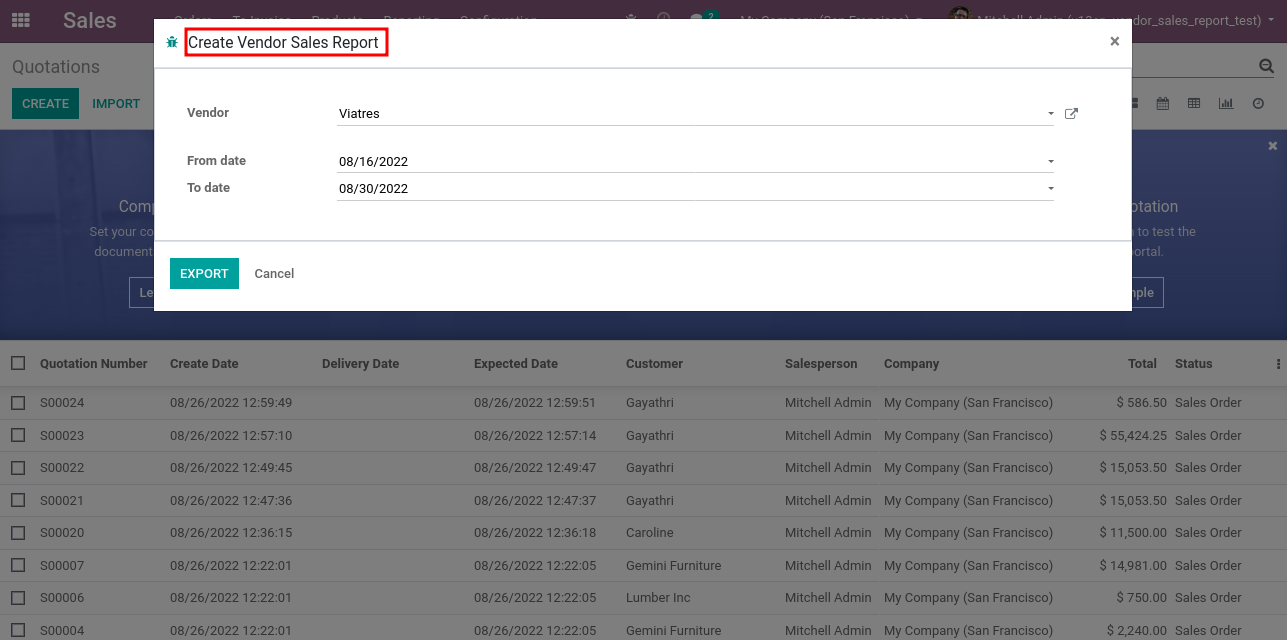 Sales
2
Mitchell Admin
vendor_sales_report_test)
Create Vendor Sales Report
×
Quotations
CREATE IMPORT
Vendor Viatres
From date 08/16/2022
To date 08/30/2022
EXPORT Cancel
Set your
document
to test the
Quotation Number Create Date Delivery Date Expected Date Customer Salesperson Company Total Status
S00024 08/26/2022 12:59:49 08/26/2022 12:59:51 Gayathri Mitchell Admin My Company (San Francisco) $ 586.50 Sales Order
S00023 08/26/2022 12:57:10 08/26/2022 12:57:14 Gayathri Mitchell Admin My Company (San Francisco) $ 55,424.25 Sales Order
S00022 08/26/2022 12:49:45 08/26/2022 12:49:47 Gayathri Mitchell Admin My Company (San Francisco) $ 15,053.50 Sales Order
S00021 08/26/2022 12:47:36 08/26/2022 12:47:37 Gayathri Mitchell Admin My Company (San Francisco) $ 15,053.50 Sales Order
S00020 08/26/2022 12:36:15 08/26/2022 12:36:18 Caroline Mitchell Admin My Company (San Francisco) $ 11,500.00 Sales Order
S00007 08/26/2022 12:22:01 08/26/2022 12:22:05 Gemini Furniture Mitchell Admin My Company (San Francisco) $ 14,981.00 Sales Order
S00006 08/26/2022 12:22:01 08/26/2022 12:22:05 Lumber Inc Mitchell Admin My Company (San Francisco) $ 750.00 Sales Order
S00004 08/26/2022 12:22:01 08/26/2022 12:22:05 Gemini Furniture Mitchell Admin My Company (San Francisco) $ 2,240.00 Sales Order